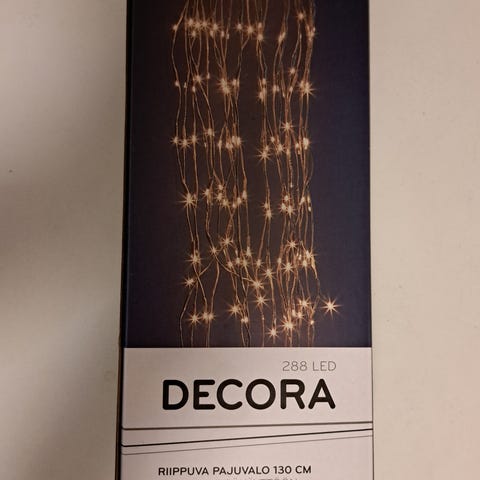 288 LED
DECORA
RIIPPUVA PAJUVALO 130 CM